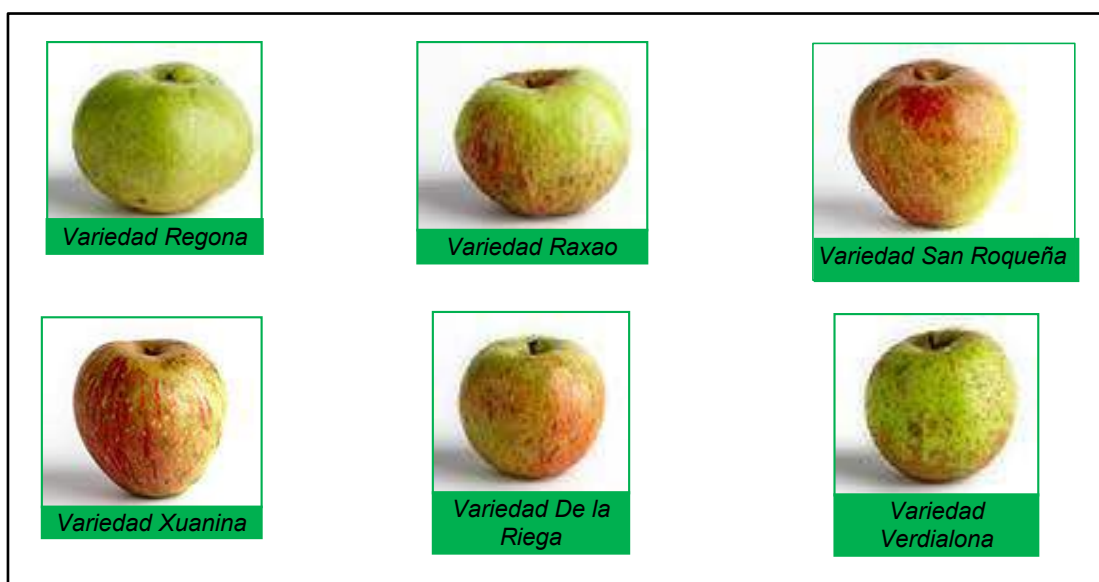 Variedad Regona
Variedad Raxao
Variedad San Roqueña
Variedad Xuanina
Variedad De la
Riega
Variedad
Verdialona